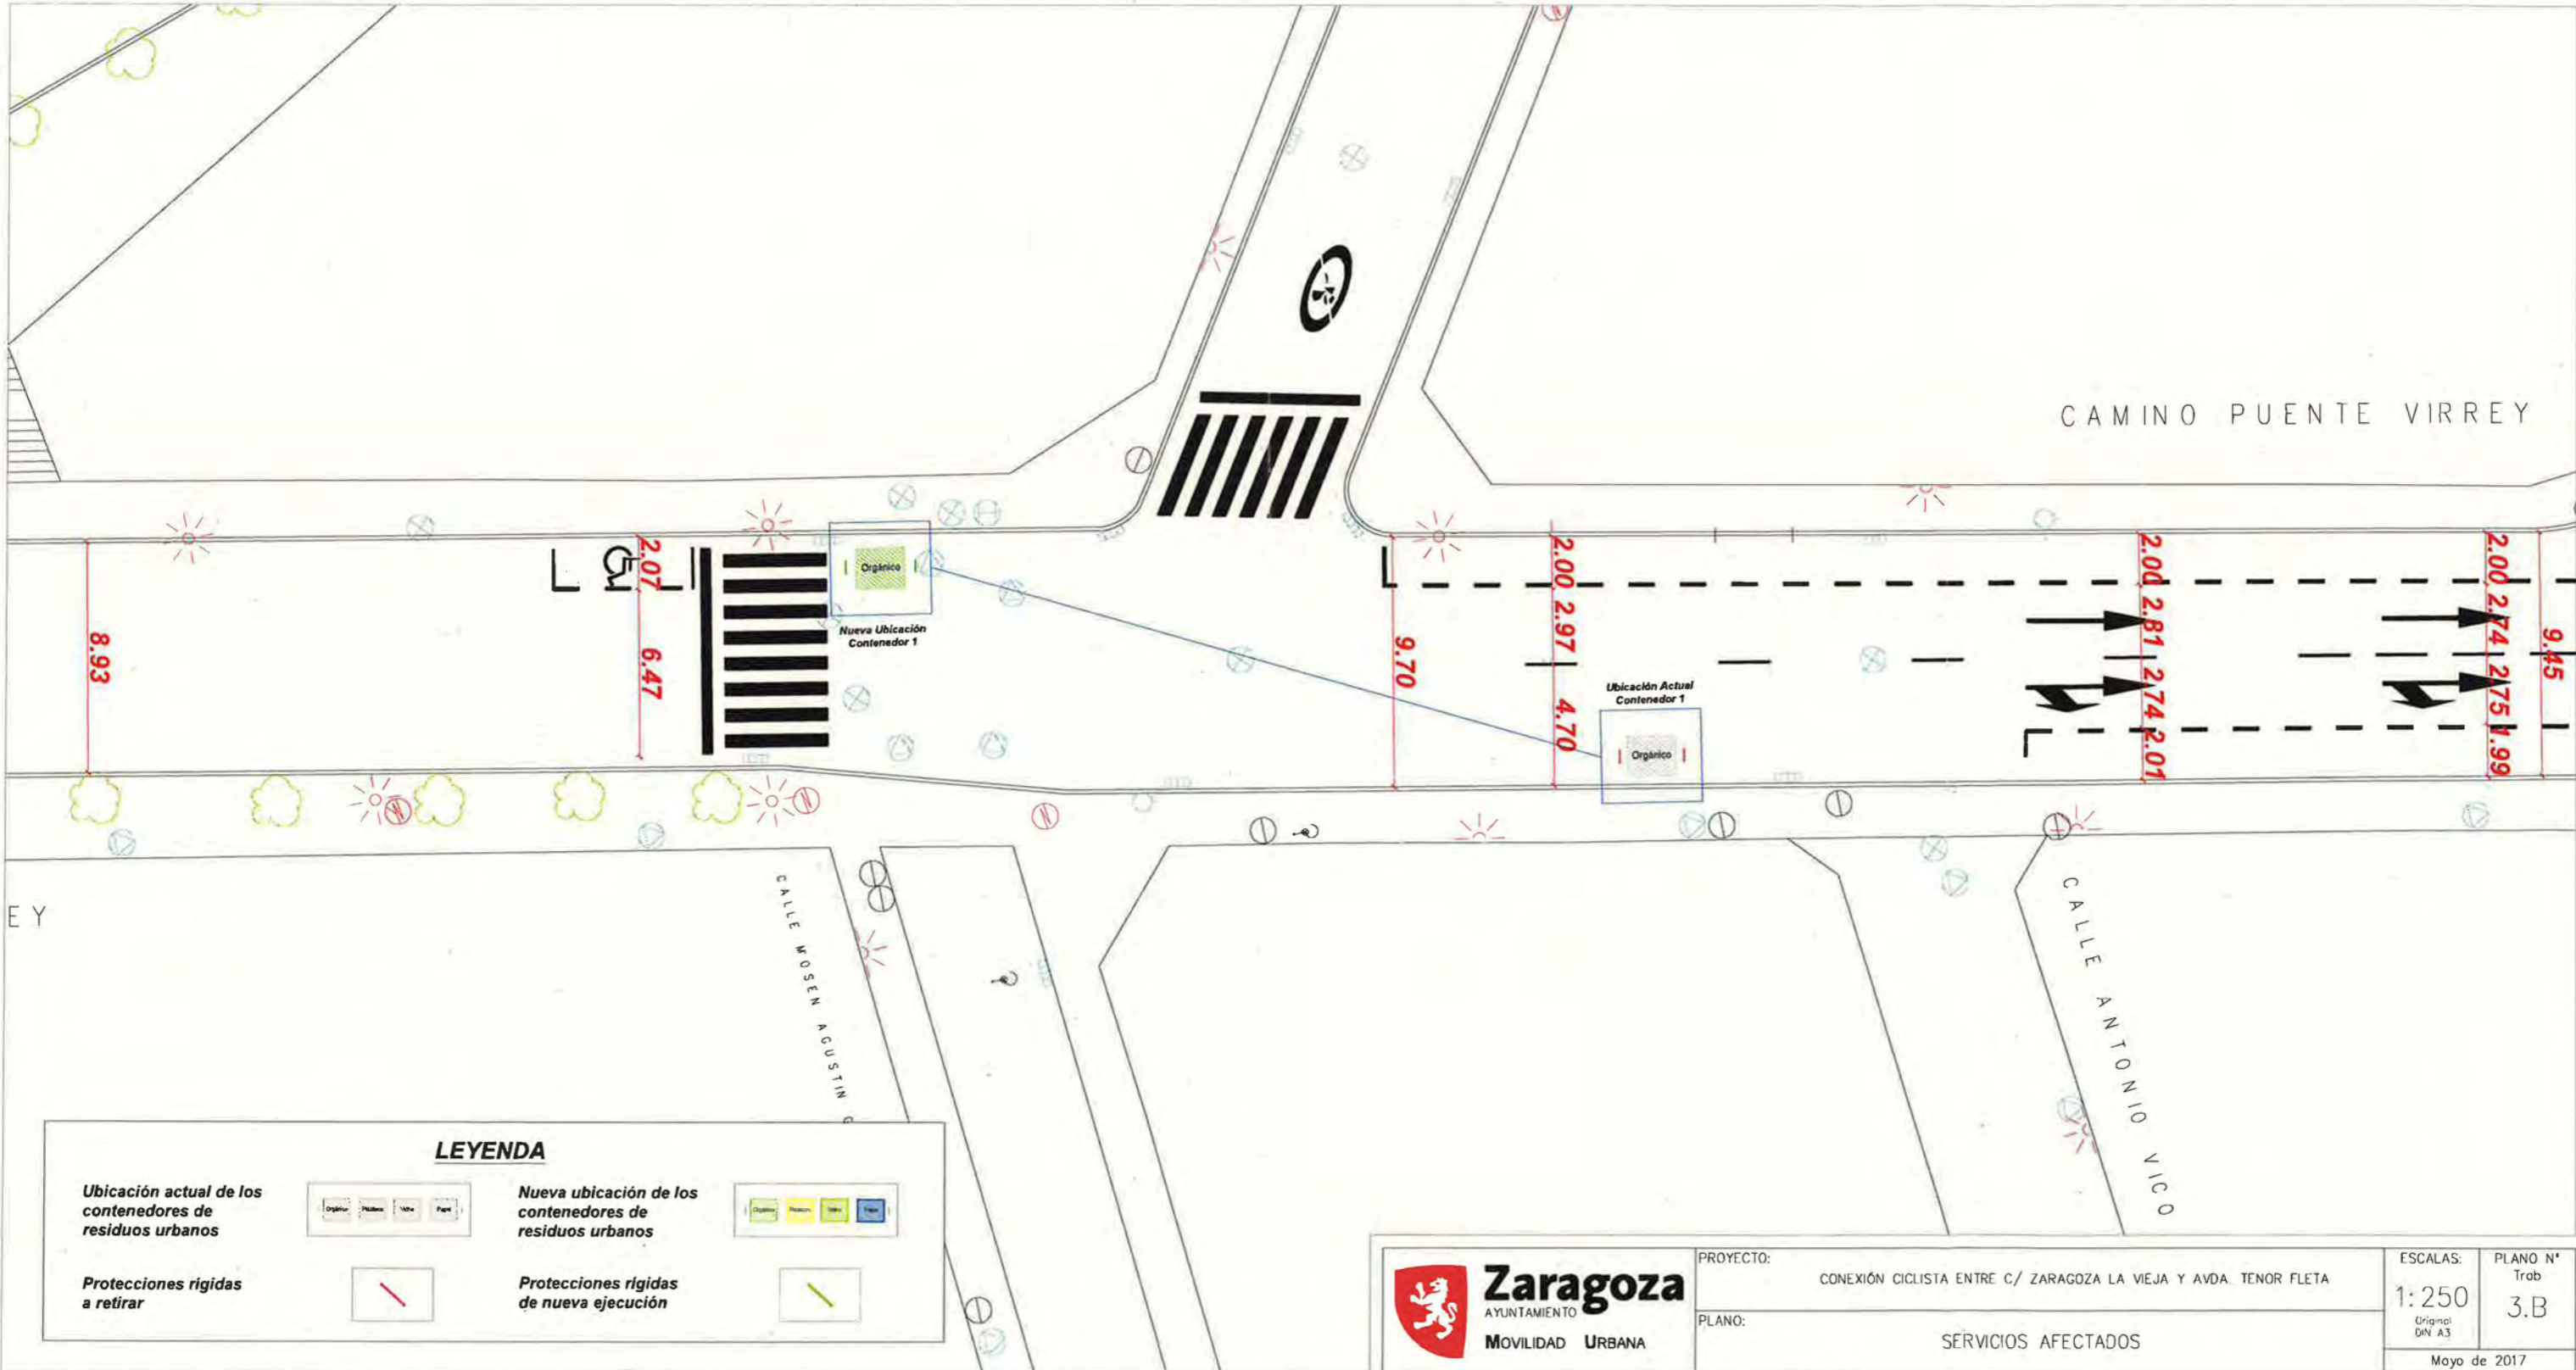 CAMINO PUENTE VIRREY
2.07
6.47
8.93
Orgánico
Nueva Ubicación
Contenedor 1
9.70
2.00
2.97
4.70
Ubicación Actual
Contenedor 1
Orgánico
2.00
2.81
2.74
2.01
2.00
2.74
2.75
1.99
9.45
EY
CALLE MOSEN AGUSTIN
CALLE ANTONIO VICO
LEYENDA
Ubicación actual de los
contenedores de
residuos urbanos
Orgánico
Vidrio
Papel
Nueva ubicación de los
contenedores de
residuos urbanos
Orgánico
Protecciones rígidas
a retirar
Protecciones rígidas
de nueva ejecución
Zaragoza
AYUNTAMIENTO
MOVILIDAD URBANA
PROYECTO:
CONEXIÓN CICLISTA ENTRE C/ ZARAGOZA LA VIEJA Y AVDA. TENOR FLETA
PLANO:
SERVICIOS AFECTADOS
ESCALAS:
1:250
Original
DIN A3
PLANO Nº
Trab
3.B
Mayo de 2017